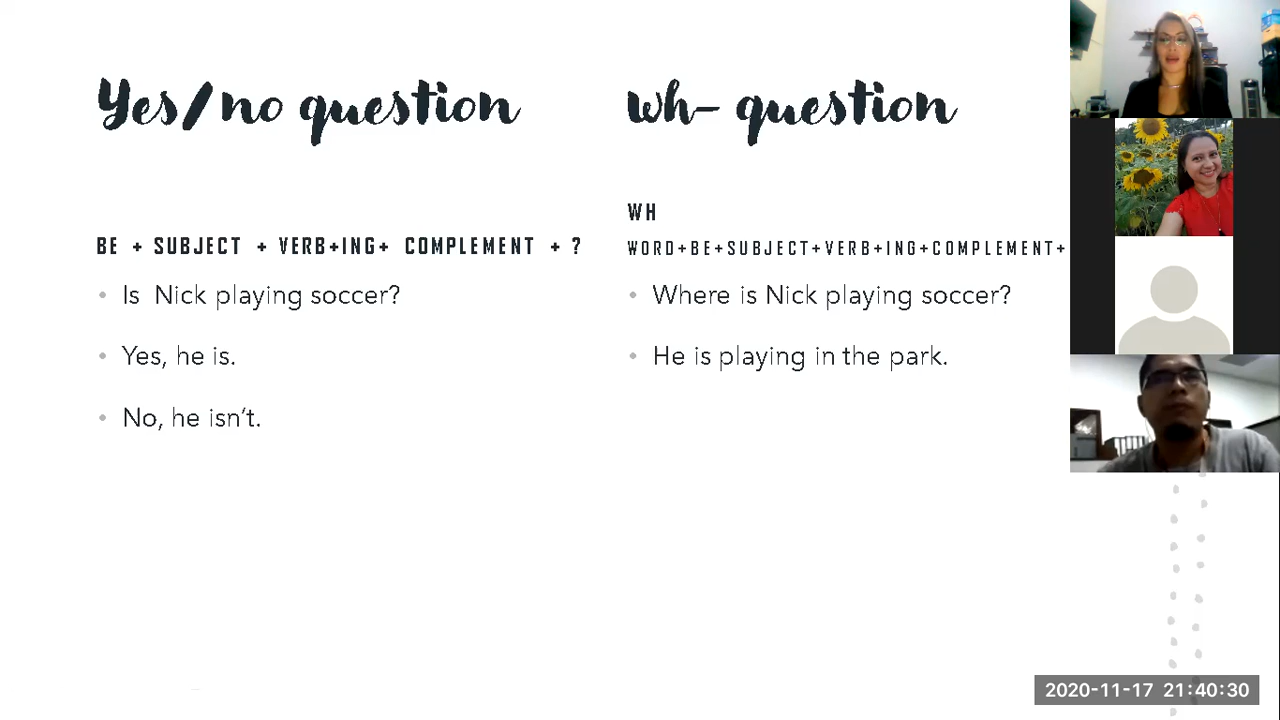 Yes/no question
BE + SUBJECT + VERB+ING+ COMPLEMENT + ?
• Is Nick playing soccer?
• Yes, he is.
• No, he isn't.
wh- question
WH
WORD+BE+SUBJECT+VERB+ING+COMPLEMENT+
• Where is Nick playing soccer?
• He is playing in the park.
2020-11-17 21:40:30